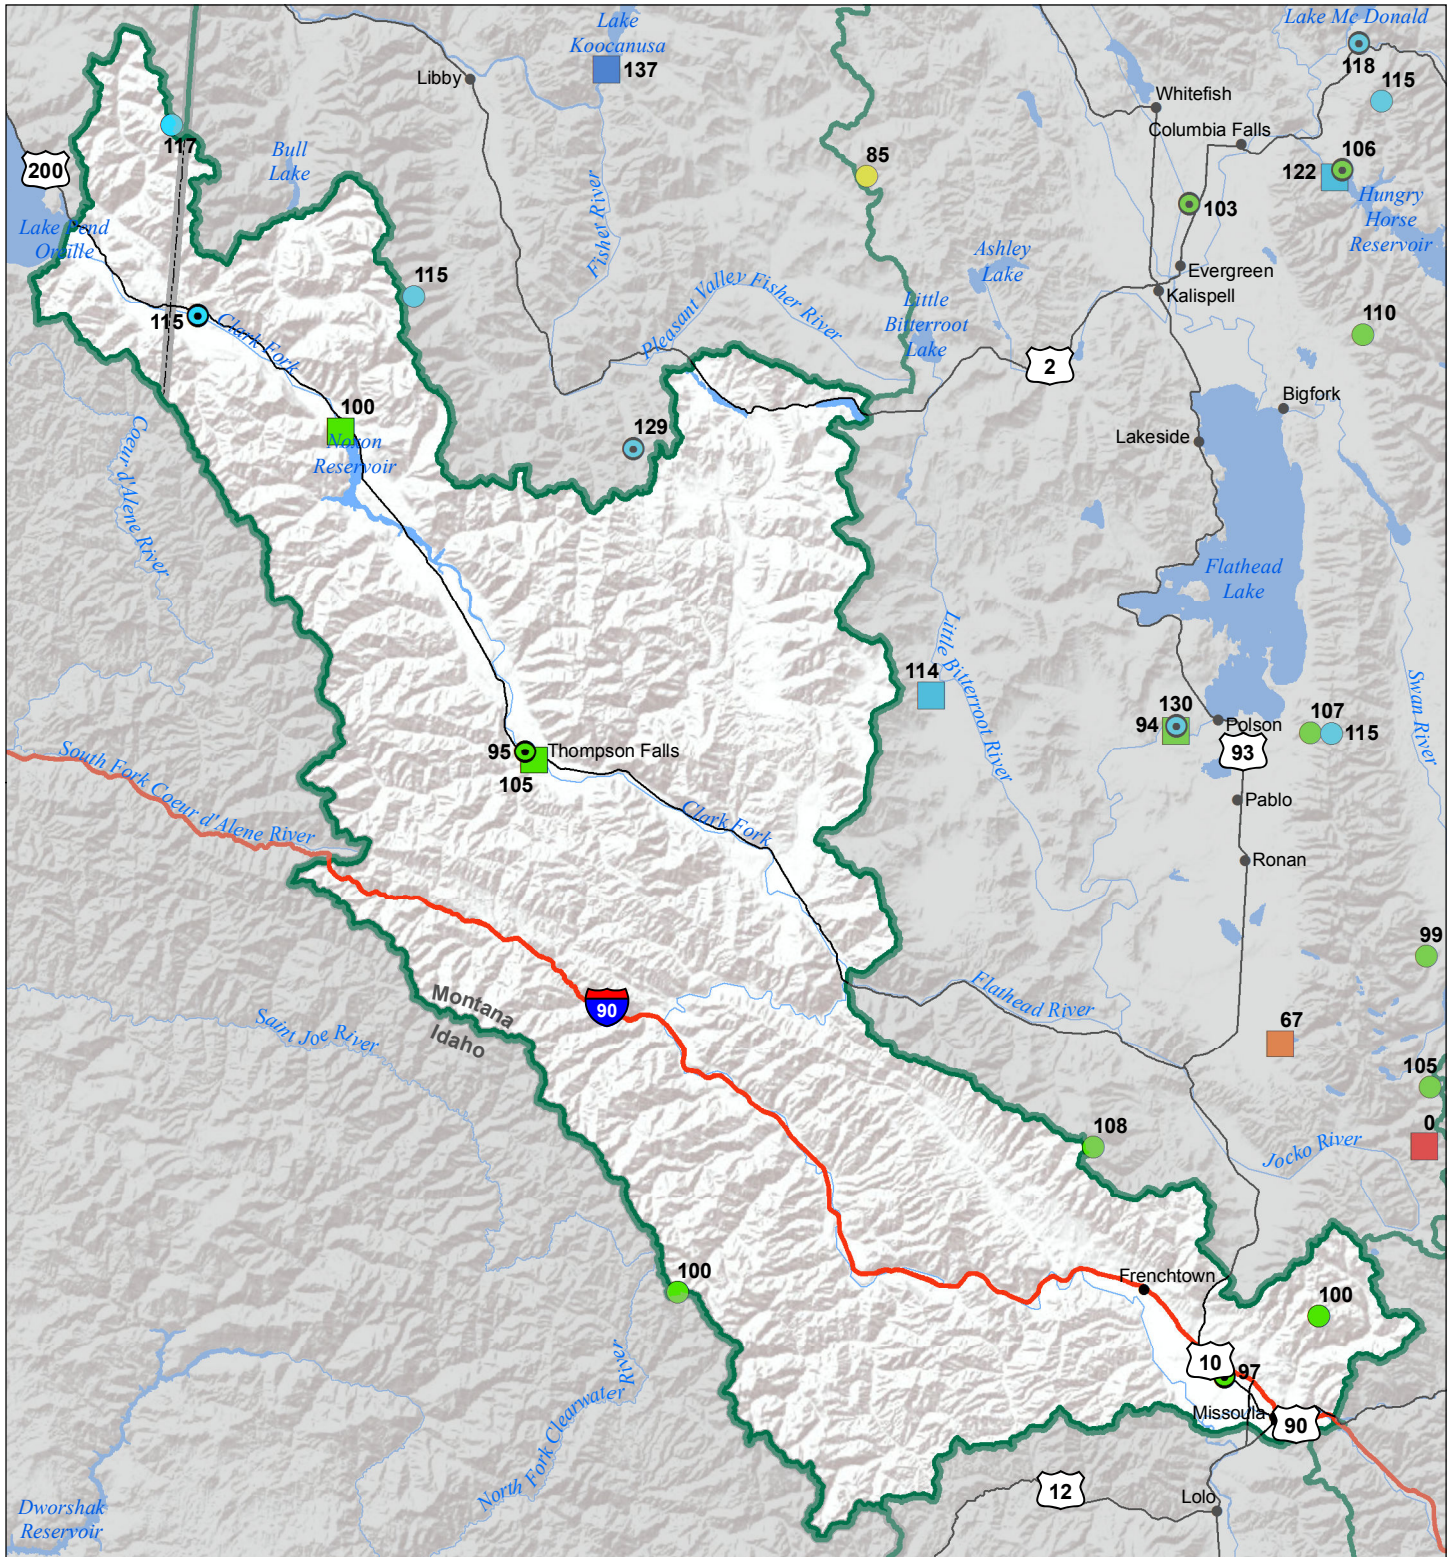 Lake Mc Donald
118
115
Lake
Koocanusa
137
Libby
Whitefish
Columbia Falls
117
200
Bull
Lake
85
106
122
Hungry
Horse
Reservoir
103
Fisher River
Lake Pend
Oreille
Ashley
Lake
Evergreen
Kalispell
115
115
Clark Fork
Pleasant Valley Fisher River
Little
Bitterroot
Lake
110
2
Bigfork
100
Noxon
Reservoir
Lakeside
129
Coeur d'Alene River
Flathead
Lake
Little Bitterroot River
114
Swan River
130
94
Polson
107
115
93
95
Thompson Falls
105
Pablo
South Fork Coeur d'Alene River
Clark Fork
Ronan
99
Montana
Idaho
90
Flathead River
Saint Joe River
67
105
108
0
Jocko River
100
Frenchtown
100
10
97
North Fork Clearwater River
Missoula
90
12
Lolo
Dworshak
Reservoir